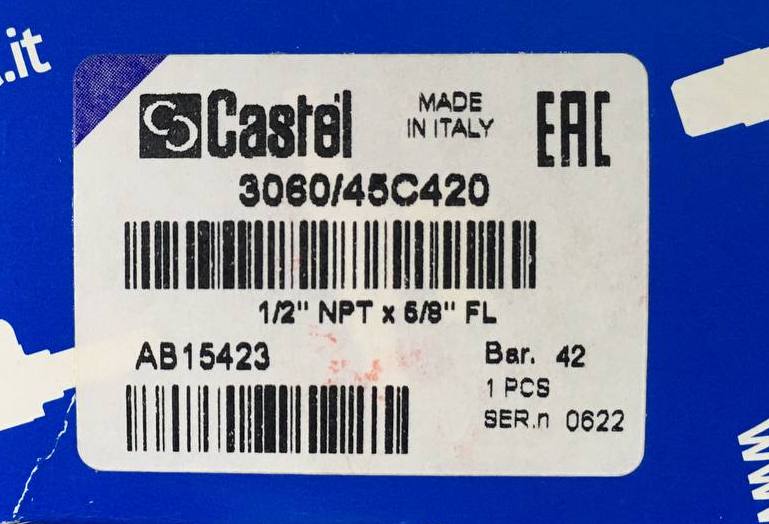 .it
Castel
MADE
IN ITALY
EAC
3060/45C420
1/2" NPT x 5/8" FL
AB15423
Bar. 42
1 PCS
SER.n 0622